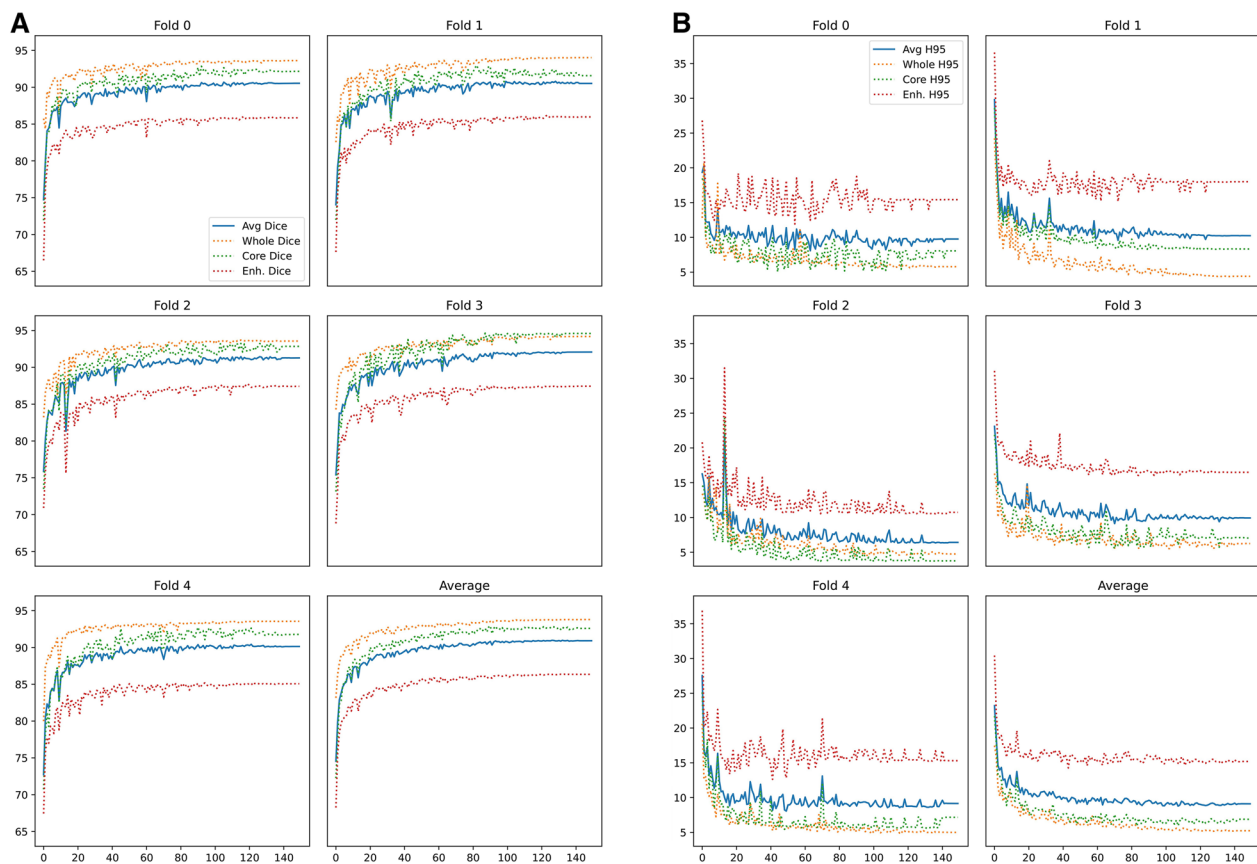 A
Fold 0
Fold 1
95
90
85
80
75
70
65
Avg Dice
Whole Dice
Core Dice
Enh. Dice
Fold 2
Fold 3
95
90
85
80
75
70
65
Fold 4
Average
95
90
85
80
75
70
65
0 20 40 60 80 100 120 140
0 20 40 60 80 100 120 140
B
Fold 0
Fold 1
35
30
25
20
15
10
5
Avg H95
Whole H95
Core H95
Enh. H95
Fold 2
Fold 3
35
30
25
20
15
10
5
Fold 4
Average
35
30
25
20
15
10
5
0 20 40 60 80 100 120 140
0 20 40 60 80 100 120 140